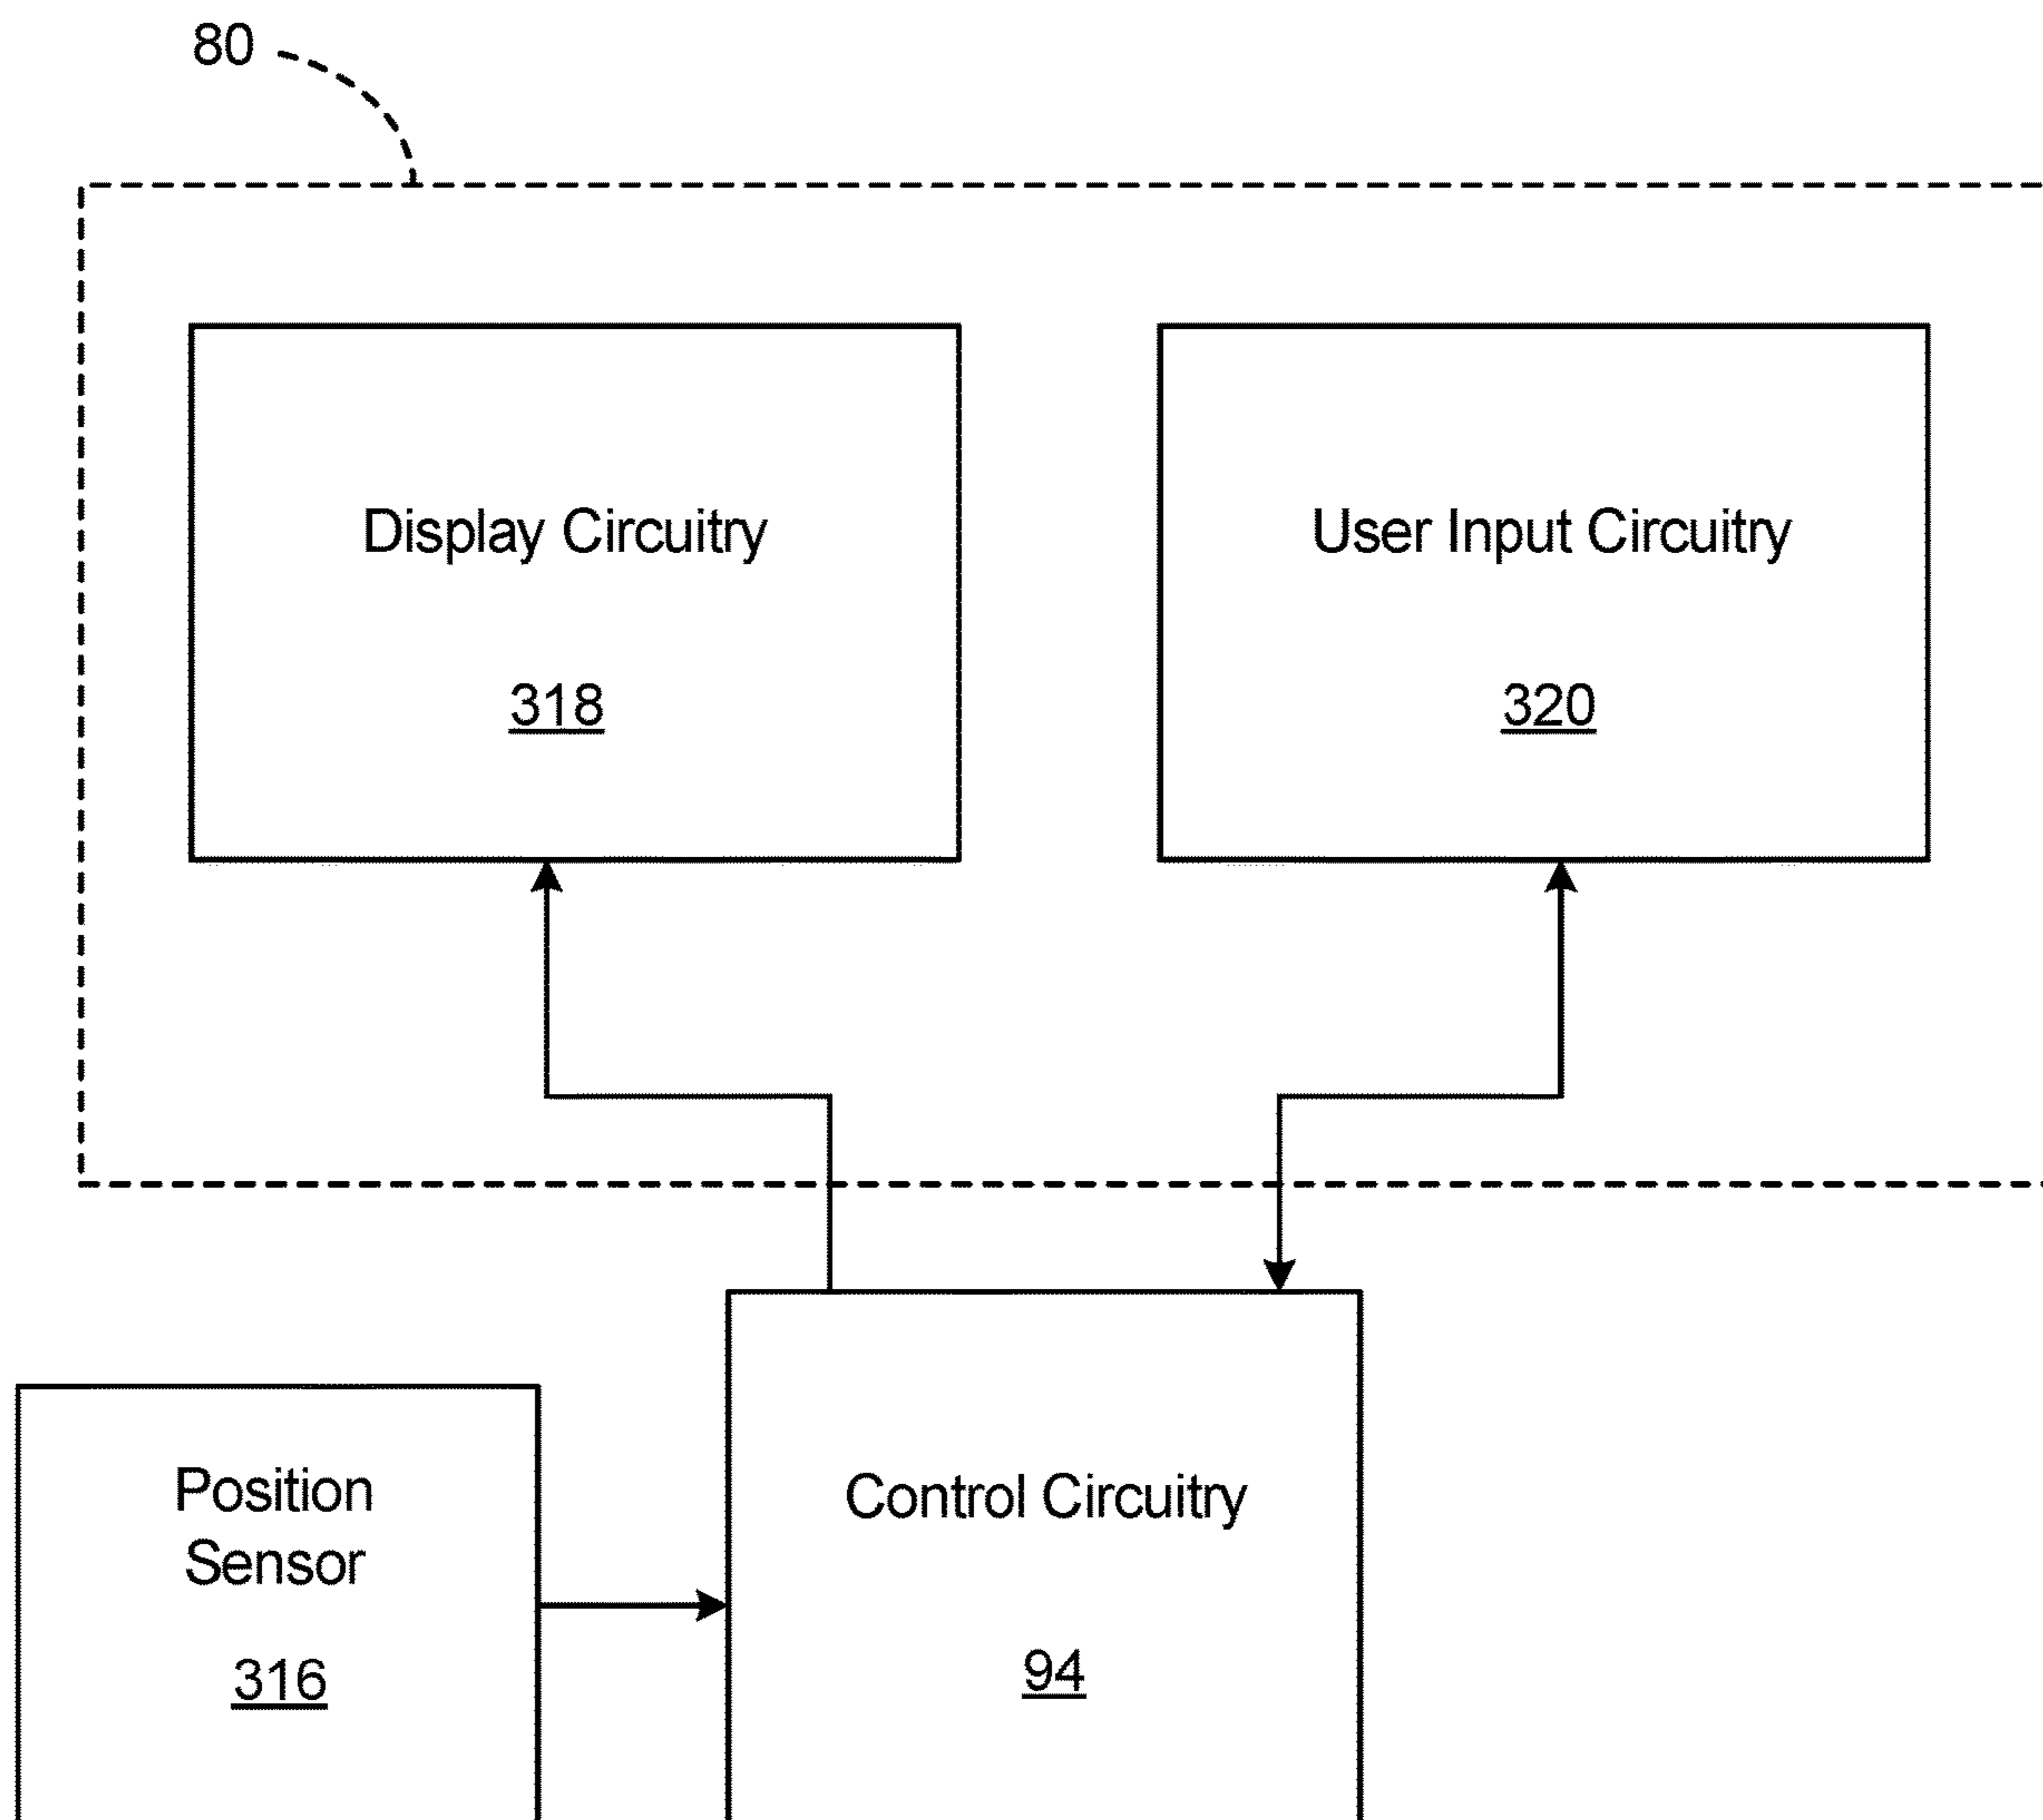 80
Display Circuitry
318
User Input Circuitry
320
Position
Sensor
316
Control Circuitry
94